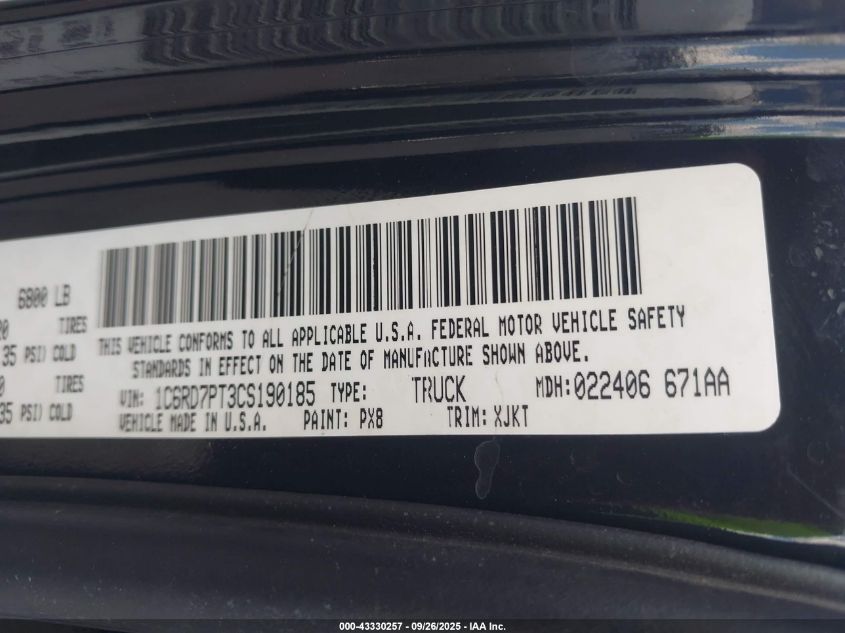 6800 LB
20 TIRES
35 PSI) COLD
0 TIRES
35 PSI) COLD
THIS VEHICLE CONFORMS TO ALL APPLICABLE U.S.A. FEDERAL MOTOR VEHICLE SAFETY
STANDARDS IN EFFECT ON THE DATE OF MANUFACTURE SHOWN ABOVE.
VIN: 1C6RD7PT3CS190185 TYPE: TRUCK MDH:022406 671AA
VEHICLE MADE IN U.S.A. PAINT: PX8 TRIM: XJKT
000-43330257 - 09/26/2025 - IAA Inc.